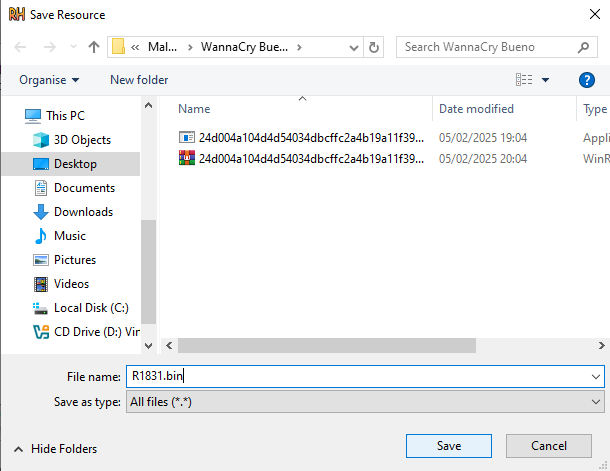 RH Save Resource
« Mal... > WannaCry Bue... >
Search WannaCry Bueno
Organise
New folder
?
Name
Date modified
Type
This PC
3D Objects
Desktop
Documents
Downloads
Music
Pictures
Videos
Local Disk (C:)
CD Drive (D:) Vir
24d004a104d4d54034dbcffc2a4b19a11f39... 05/02/2025 19:04 Appli
24d004a104d4d54034dbcffc2a4b19a11f39... 05/02/2025 20:04 WinR
File name: R1831.bin
Save as type: All files (*.*)
Hide Folders
Save
Cancel